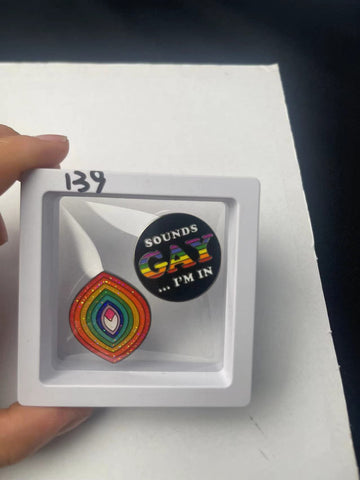 139
SOUNDS
GAY
... I'M IN